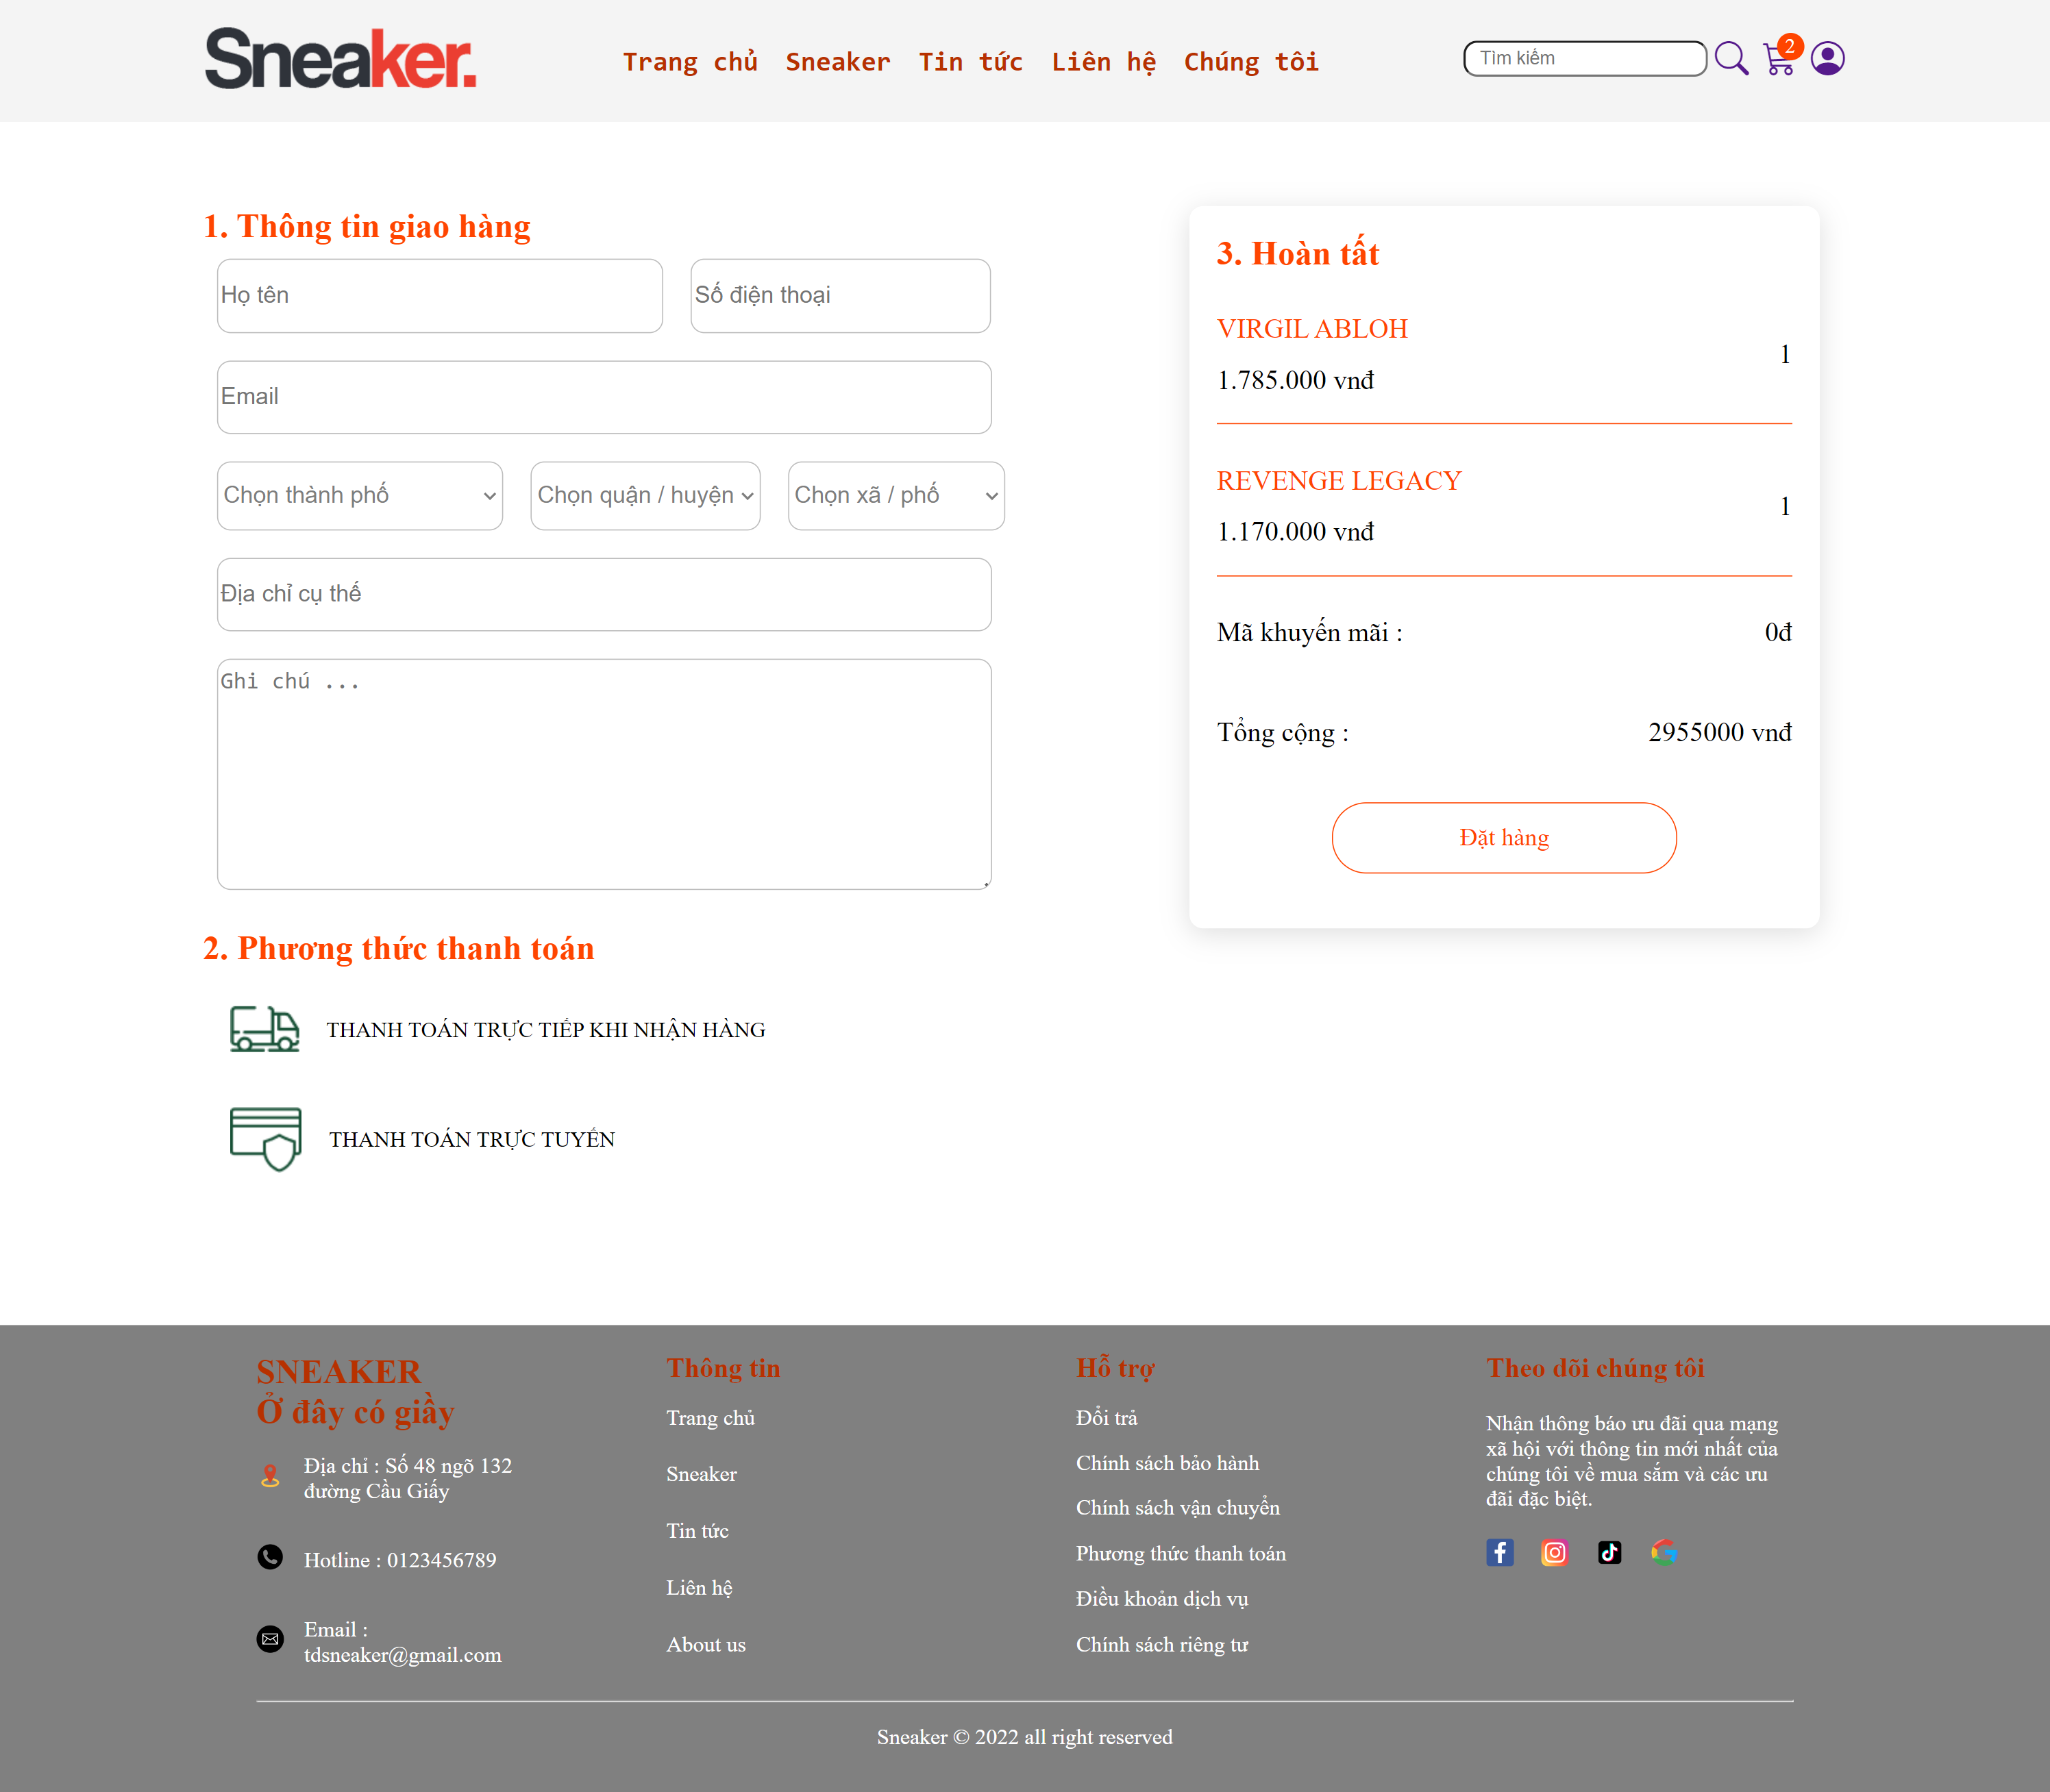 Sneaker.
Trang chủ Sneaker Tin tức Liên hệ Chúng tôi
Tìm kiếm
2
1. Thông tin giao hàng
Họ tên
Số điện thoại
Email
Chọn thành phố
Chọn quận / huyện
Chọn xã / phố
Địa chỉ cụ thể
Ghi chú ...
2. Phương thức thanh toán
THANH TOÁN TRỰC TIẾP KHI NHẬN HÀNG
THANH TOÁN TRỰC TUYẾN
3. Hoàn tất
VIRGIL ABLOH
1.785.000 vnđ
1
REVENGE LEGACY
1.170.000 vnđ
1
Mã khuyến mãi : 0đ
Tổng cộng : 2955000 vnđ
Đặt hàng
SNEAKER
Ở đây có giầy
Địa chỉ : Số 48 ngõ 132
đường Cầu Giấy
Hotline : 0123456789
Email :
tdsneaker@gmail.com
Thông tin
Trang chủ
Sneaker
Tin tức
Liên hệ
About us
Hỗ trợ
Đổi trả
Chính sách bảo hành
Chính sách vận chuyển
Phương thức thanh toán
Điều khoản dịch vụ
Chính sách riêng tư
Theo dõi chúng tôi
Nhận thông báo ưu đãi qua mạng
xã hội với thông tin mới nhất của
chúng tôi về mua sắm và các ưu
đãi đặc biệt.
Sneaker © 2022 all right reserved